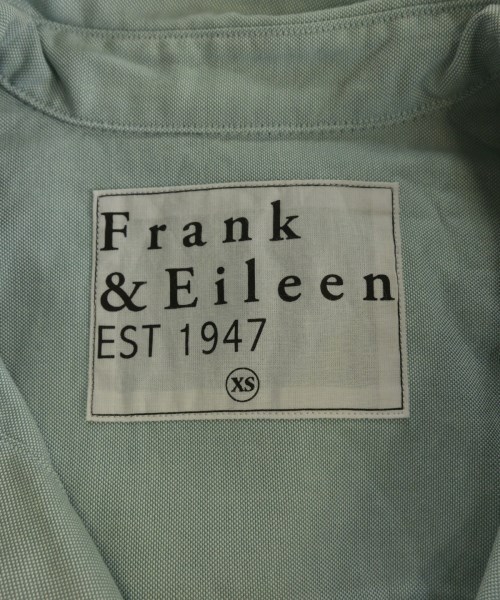 Frank
& Eileen
EST 1947
XS